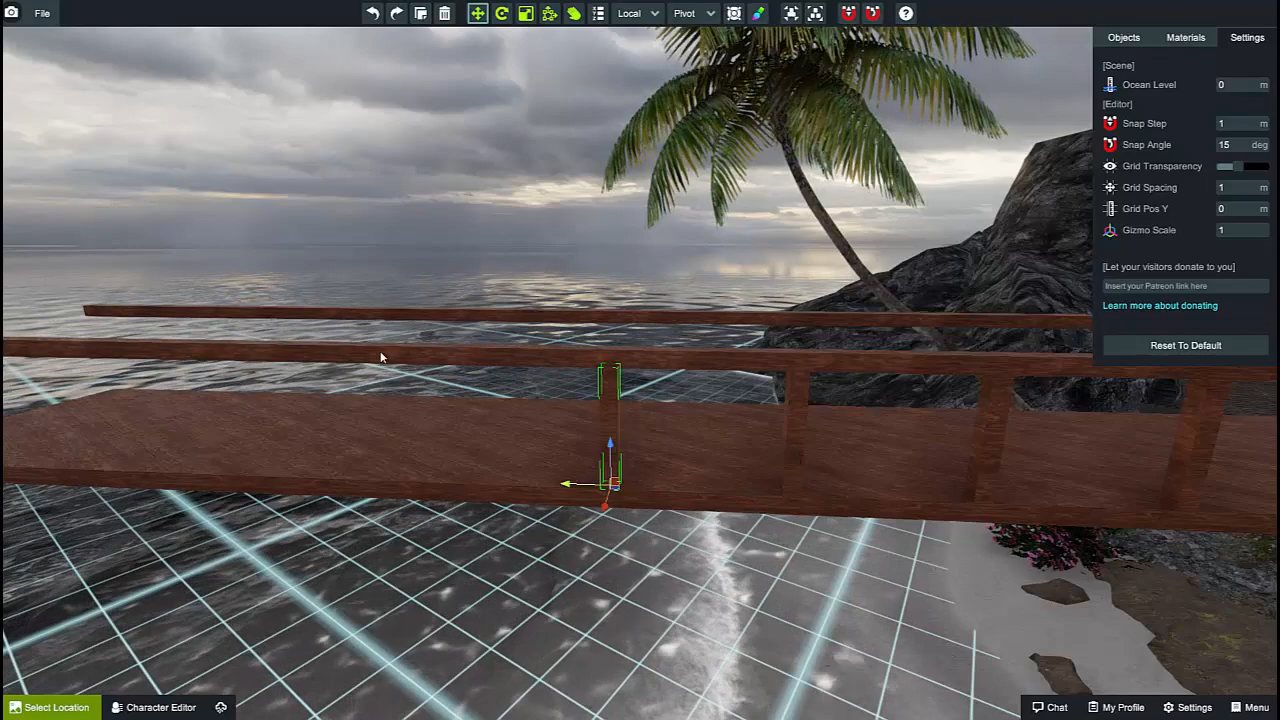 File
Local
Pivot
Objects
Materials
Settings
[Scene]
Ocean Level
0 m
[Editor]
Snap Step
1 m
Snap Angle
15 deg
Grid Transparency
Grid Spacing
1 m
Grid Pos Y
0 m
Gizmo Scale
1
[Let your visitors donate to you]
Insert your Patreon link here
Learn more about donating
Reset To Default
Select Location
Character Editor
Chat
My Profile
Settings
Menu